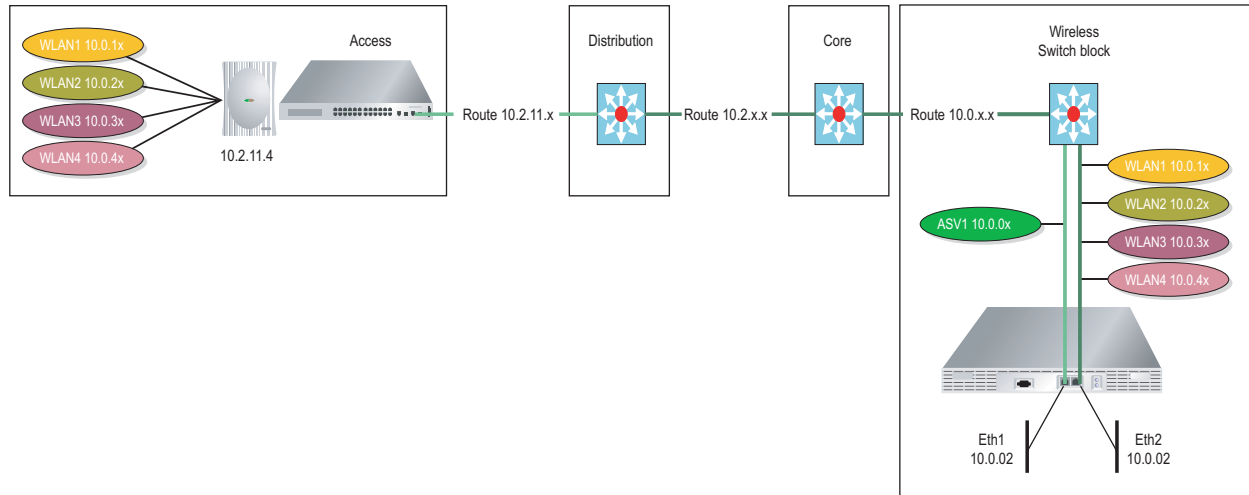 Access
WLAN1 10.0.1x
WLAN2 10.0.2x
WLAN3 10.0.3x
WLAN4 10.0.4x
10.2.11.4
Route 10.2.11.x
Distribution
Route 10.2.x.x
Core
Route 10.0.x.x
Wireless
Switch block
WLAN1 10.0.1x
WLAN2 10.0.2x
WLAN3 10.0.3x
WLAN4 10.0.4x
ASV1 10.0.0x
Eth1
10.0.02
Eth2
10.0.02